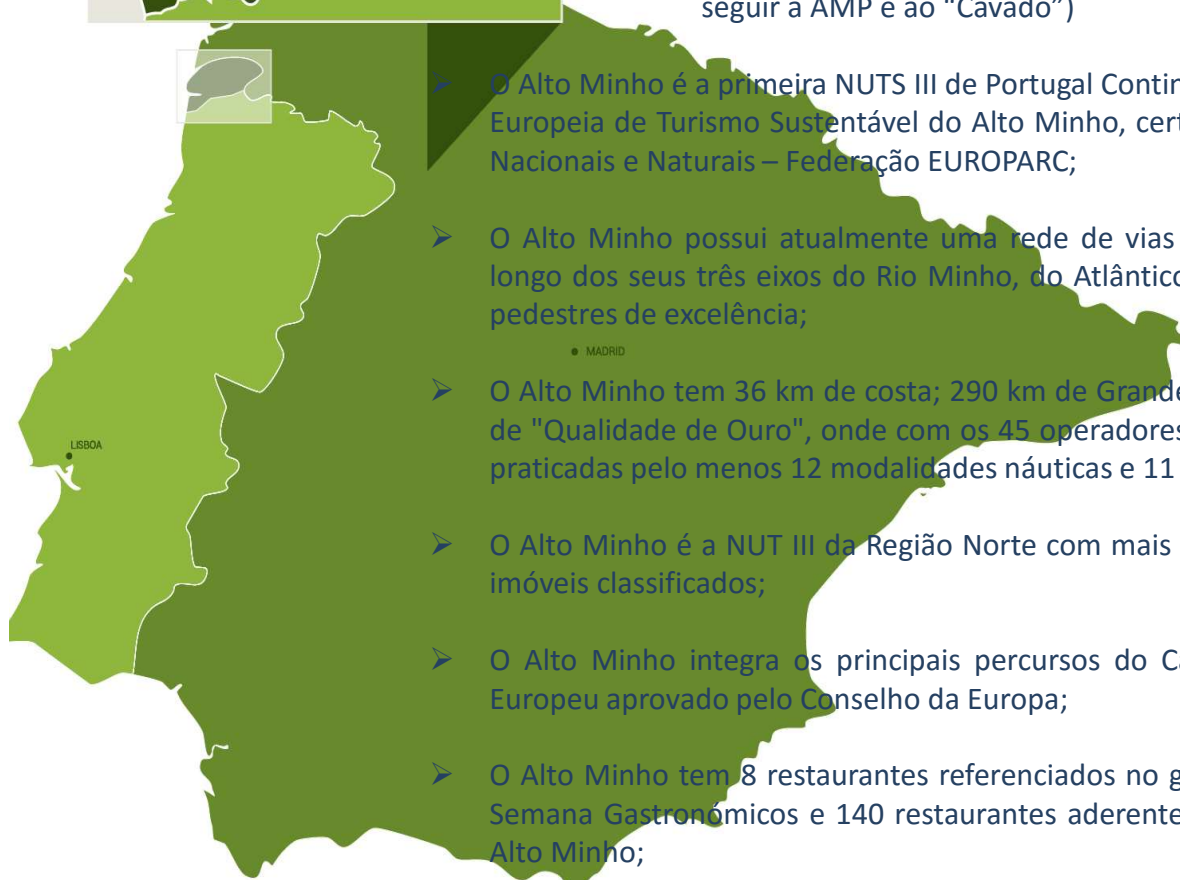 seguir à AMP e ao "Cávado")
O Alto Minho é a primeira NUTS III de Portugal Contin
Europeia de Turismo Sustentável do Alto Minho, cert
Nacionais e Naturais – Federação EUROPARC;
O Alto Minho possui atualmente uma rede de vias
longo dos seus três eixos do Rio Minho, do Atlântico
pedestres de excelência;
MADRID
O Alto Minho tem 36 km de costa; 290 km de Grande
de "Qualidade de Ouro", onde com os 45 operadores
praticadas pelo menos 12 modalidades náuticas e 11
LISBOA
O Alto Minho é a NUT III da Região Norte com mais
imóveis classificados;
O Alto Minho integra os principais percursos do Ca
Europeu aprovado pelo Conselho da Europa;
O Alto Minho tem 8 restaurantes referenciados no g
Semana Gastronómicos e 140 restaurantes aderente
Alto Minho;